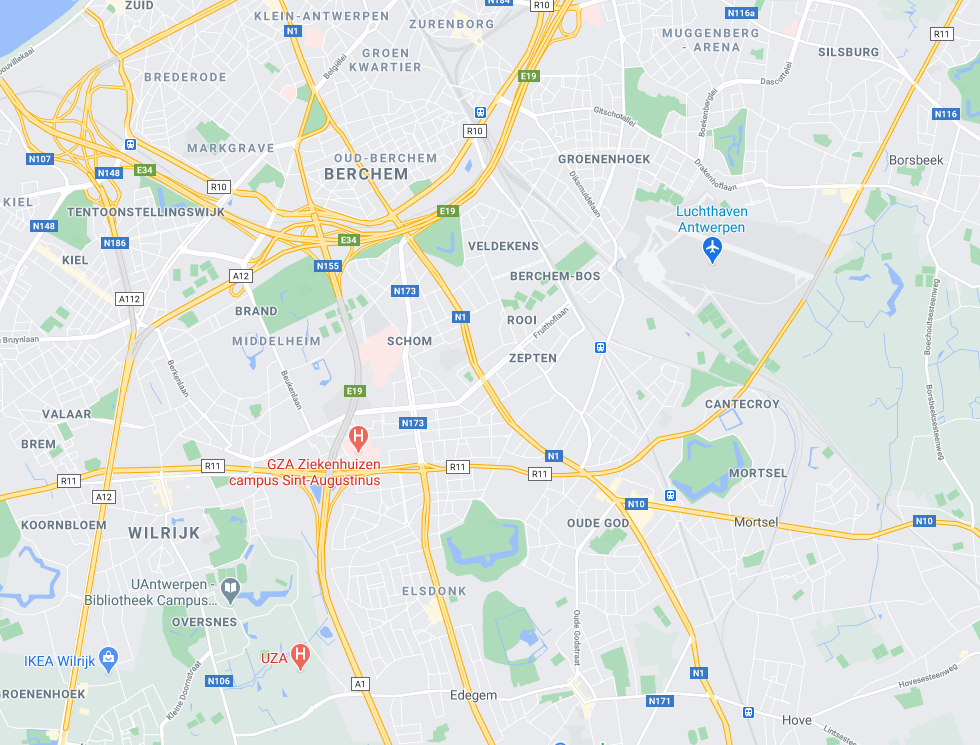 ZUID
KLEIN-ANTWERPEN
N184
R10
N116a
ZURENBORG
N1
MUGGENBERG
- ARENA
R11
GROEN
KWARTIER
SILSBURG
Belgiëlei
BREDERODE
E19
Dascottelei
N116
Gitschotellei
Boekenberglei
R10
MARKGRAVE
OUD-BERCHEM
BERCHEM
GROENENHOEK
Borsbeek
N107
N148
E34
R10
Drakenhoflaan
Diksmuidelaan
KIEL
TENTOONSTELLINGSWIJK
E19
Luchthaven
Antwerpen
N148
N186
E34
VELDEKENS
KIEL
N155
A12
BERCHEM-BOS
A112
N173
BRAND
N1
ROOI
Fruithoflaan
Boechoutsesteenweg
e Bruynlaan
MIDDELHEIM
SCHOM
ZEPTEN
Berkenlaan
Beukenlaan
E19
Borsbeeksesteenweg
CANTECROY
VALAAR
N173
BREM
GZA Ziekenhuizen
campus Sint-Augustinus
N1
R11
R11
R11
R11
MORTSEL
A12
N10
KOORNBLOEM
WILRIJK
OUDE GOD
Mortsel
N10
UAntwerpen -
Bibliotheek Campus...
ELSDONK
OVERSNES
Oude Godstraat
IKEA Wilrijk
UZA
Kleine Doornstraat
N106
A1
Edegem
N171
N1
Hovesesteenweg
GROENENHOEK
Hove
Lintsestee